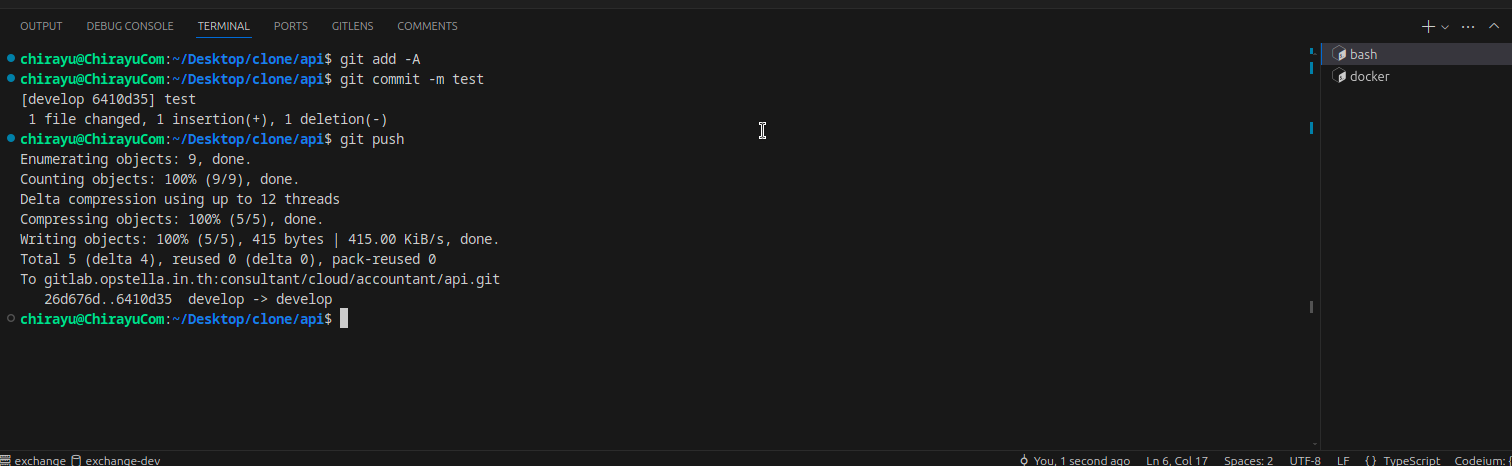 OUTPUT DEBUG CONSOLE TERMINAL PORTS GITLENS COMMENTS
chirayu@ChirayuCom:~/Desktop/clone/api$ git add -A
chirayu@ChirayuCom:~/Desktop/clone/api$ git commit -m test
[develop 6410d35] test
1 file changed, 1 insertion(+), 1 deletion(-)
chirayu@ChirayuCom:~/Desktop/clone/api$ git push
Enumerating objects: 9, done.
Counting objects: 100% (9/9), done.
Delta compression using up to 12 threads
Compressing objects: 100% (5/5), done.
Writing objects: 100% (5/5), 415 bytes | 415.00 KiB/s, done.
Total 5 (delta 4), reused 0 (delta 0), pack-reused 0
To gitlab.opstella.in.th:consultant/cloud/accountant/api.git
26d676d..6410d35  develop -> develop
chirayu@ChirayuCom:~/Desktop/clone/api$
bash
docker
exchange exchange-dev You, 1 second ago Ln 6, Col 17 Spaces: 2 UTF-8 LF {} TypeScript Codeium: